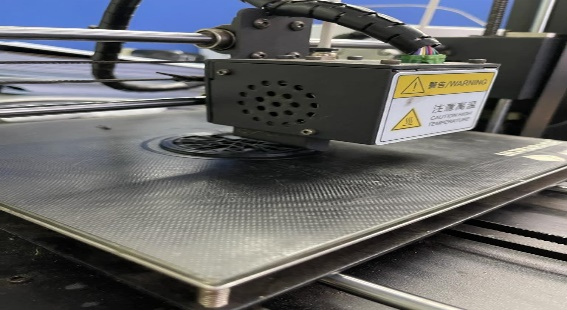 警告/WARNING
注意高温
CAUTION HIGH
TEMPERATURE